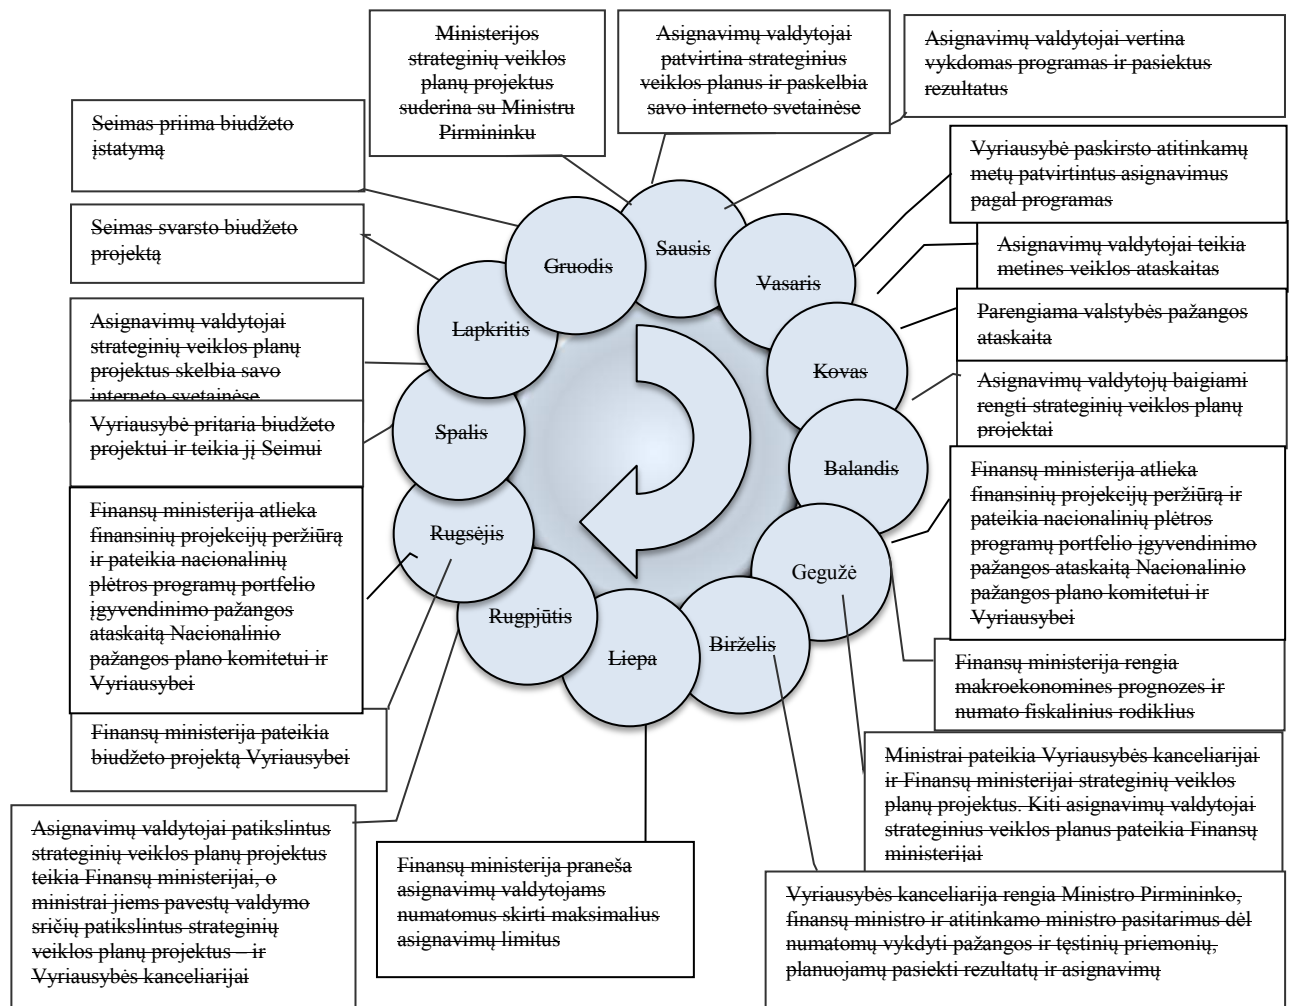 Ministerijos
strateginių veiklos
planų projektus
suderina su Ministru
Pirmininku
Asignavimų valdytojai
patvirtina strateginius
veiklos planus ir paskelbia
savo interneto svetainėse
Asignavimų valdytojai vertina
vykdomas programas ir pasiektus
rezultatus
Seimas priima biudžeto
įstatymą
Vyriausybė paskirsto atitinkamų
metų patvirtintus asignavimus
pagal programas
Seimas svarsto biudžeto
projektą
Asignavimų valdytojai teikia
metines veiklos ataskaitas
Asignavimų valdytojai
strateginių veiklos planų
projektus skelbia savo
interneto svetainėse
Parengiama valstybės pažangos
ataskaita
Asignavimų valdytojų baigiami
rengti strateginių veiklos planų
projektai
Vyriausybė pritaria biudžeto
projektui ir teikia jį Seimui
Finansų ministerija atlieka
finansinių projekcijų peržiūrą ir
pateikia nacionalinių plėtros
programų portfelio įgyvendinimo
pažangos ataskaitą Nacionalinio
pažangos plano komitetui ir
Vyriausybei
Finansų ministerija atlieka
finansinių projekcijų peržiūrą
ir pateikia nacionalinių
plėtros programų portfelio
įgyvendinimo pažangos
ataskaitą Nacionalinio
pažangos plano komitetui ir
Vyriausybei
Finansų ministerija rengia
makroekonomines prognozes ir
numato fiskalinius rodiklius
Finansų ministerija pateikia
biudžeto projektą Vyriausybei
Ministrai pateikia Vyriausybės kanceliarijai
ir Finansų ministerijai strateginių veiklos
planų projektus. Kiti asignavimų valdytojai
strateginius veiklos planus pateikia Finansų
ministerijai
Asignavimų valdytojai patikslintus
strateginių veiklos planų projektus
teikia Finansų ministerijai, o
ministrai jiems pavestų valdymo
sričių patikslintus strateginių
veiklos planų projektus – ir
Vyriausybės kanceliarijai
Finansų ministerija praneša
asignavimų valdytojams
numatomus skirti maksimalius
asignavimų limitus
Vyriausybės kanceliarija rengia Ministro Pirmininko,
finansų ministro ir atitinkamo ministro pasitarimus dėl
numatomų vykdyti pažangos ir tęstinių priemonių,
planuojamų pasiekti rezultatų ir asignavimų
Sausis
Vasaris
Kovas
Balandis
Gegužė
Birželis
Liepa
Rugpjūtis
Rugsėjis
Spalis
Lapkritis
Gruodis